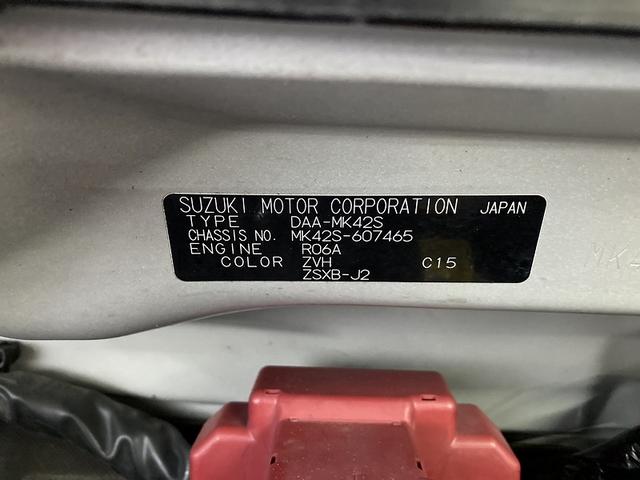 SUZUKI MOTOR CORPORATION JAPAN
TYPE DAA-MK42S
CHASSIS NO. MK42S-607465
ENGINE R06A
COLOR ZVH C15
ZSXB-J2